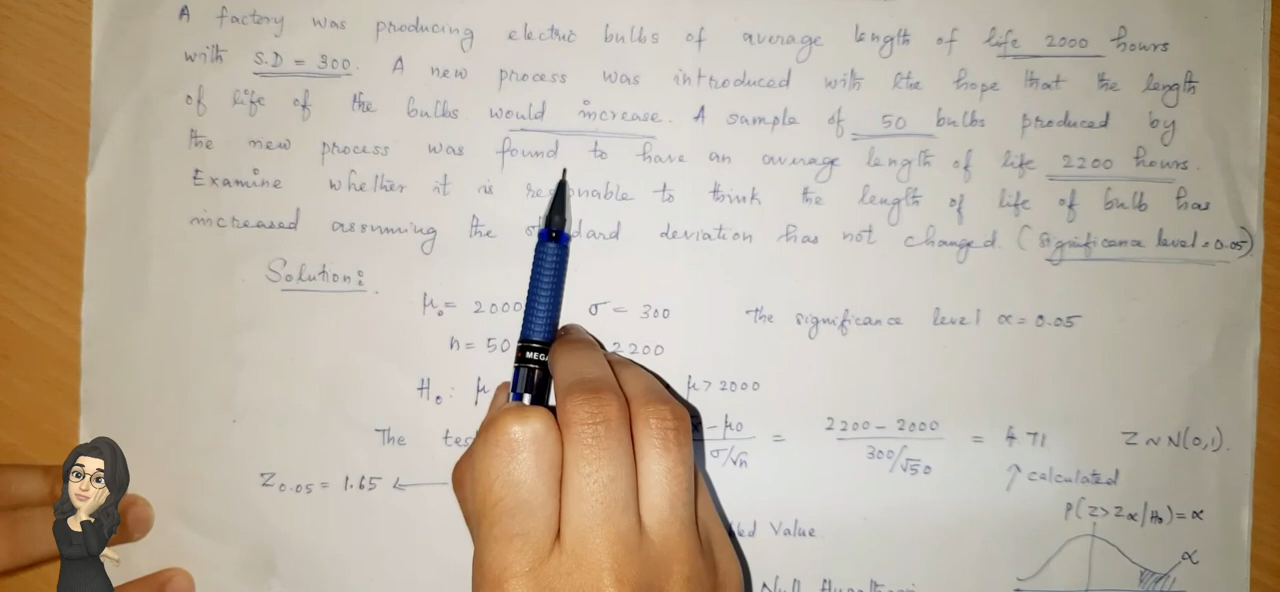 A factory was producing electric bulbs of average length of life 2000 hours
with S.D = 300. A new process was introduced with the hope that the length
of life of the bulbs would increase. A sample of 50 bulbs produced by
the new process was found to have an average length of life 2200 hours.
Examine whether it is reasonable to think the length of life of bulb has
increased assuming the standard deviation has not changed. (Significance level = 0.05)
Solution:
μ₀ = 2000 σ = 300 the significance level α = 0.05
n = 50 2200
H₀ : μ μ > 2000
The - μ₀ / σ/√n = 2200 - 2000 / 300/√50 = 4.71 Z ~ N(0,1).
↑ calculated
Z₀.₀₅ = 1.65 ←
P(Z > Zα / H₀) = α
Value
α
Null
MEGA